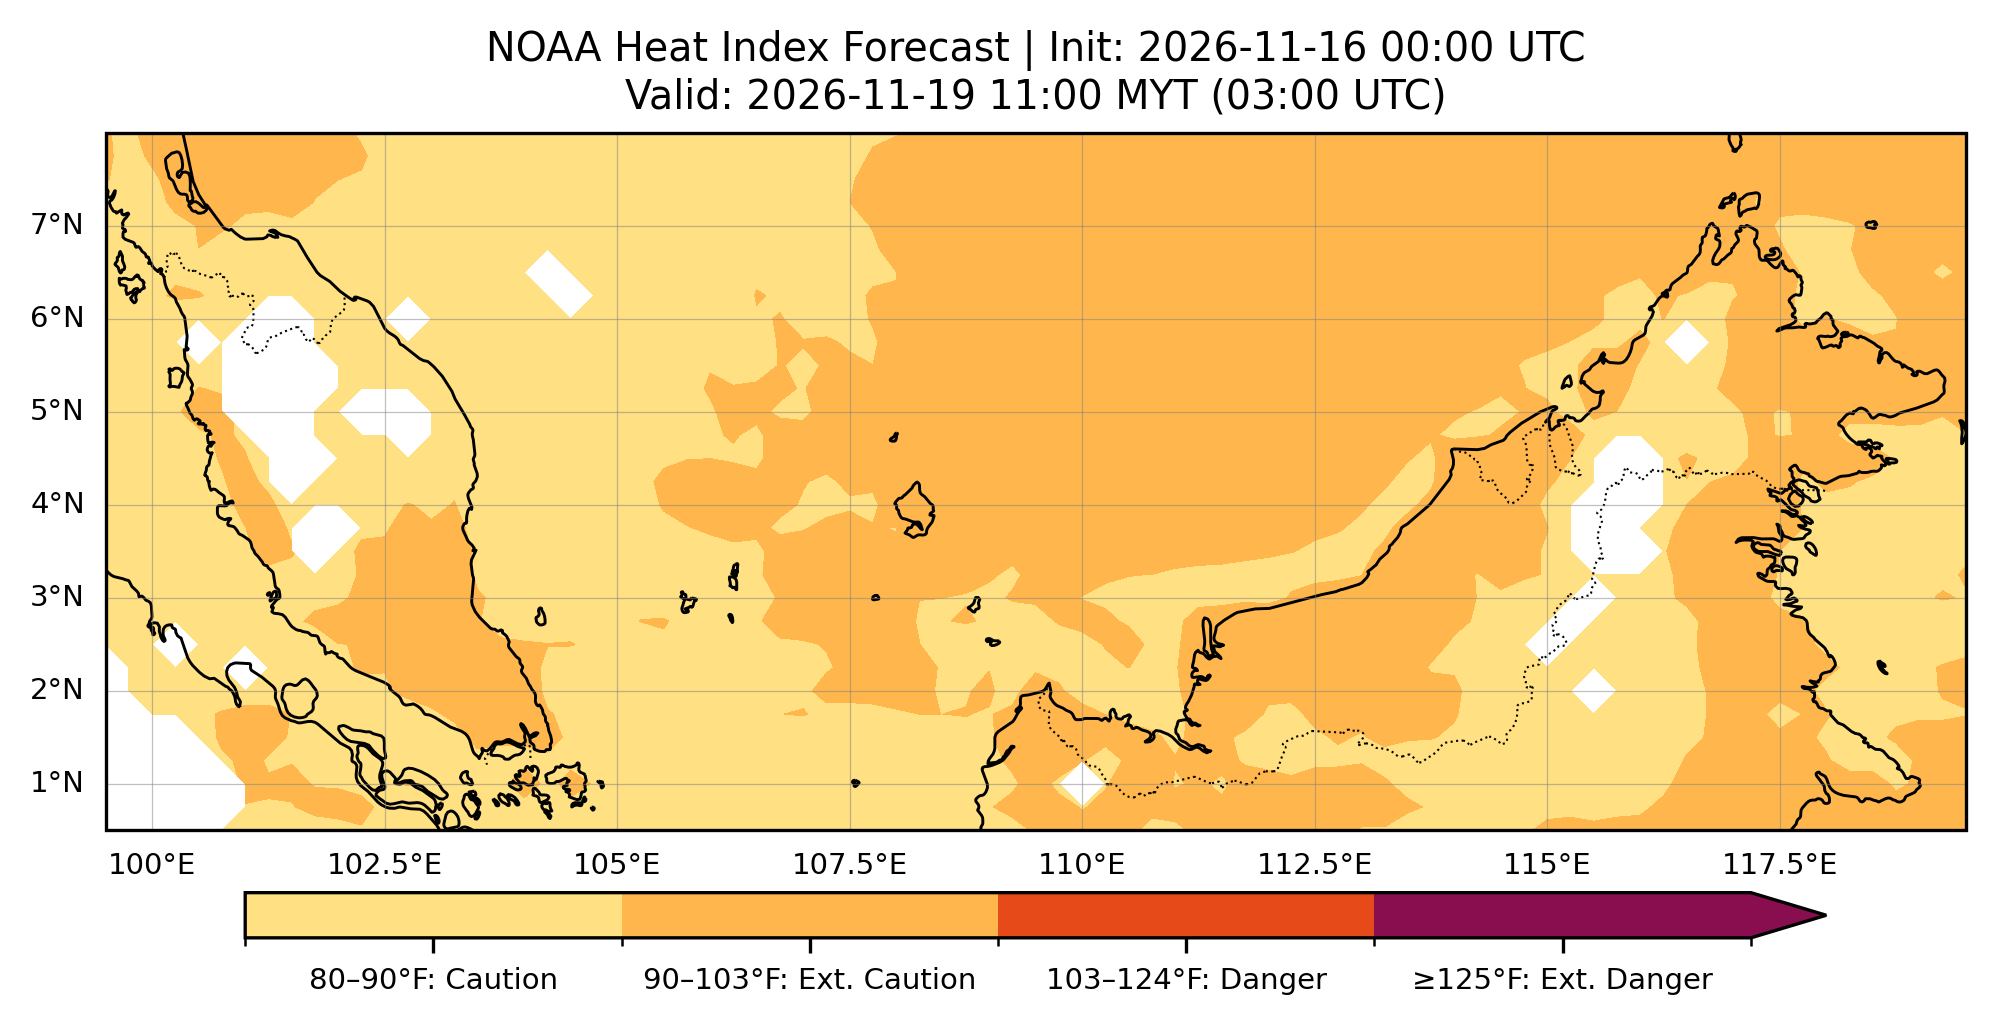 NOAA Heat Index Forecast | Init: 2026-11-16 00:00 UTC
Valid: 2026-11-19 11:00 MYT (03:00 UTC)
7°N
6°N
5°N
4°N
3°N
2°N
1°N
100°E
102.5°E
105°E
107.5°E
110°E
112.5°E
115°E
117.5°E
80–90°F: Caution
90–103°F: Ext. Caution
103–124°F: Danger
≥125°F: Ext. Danger